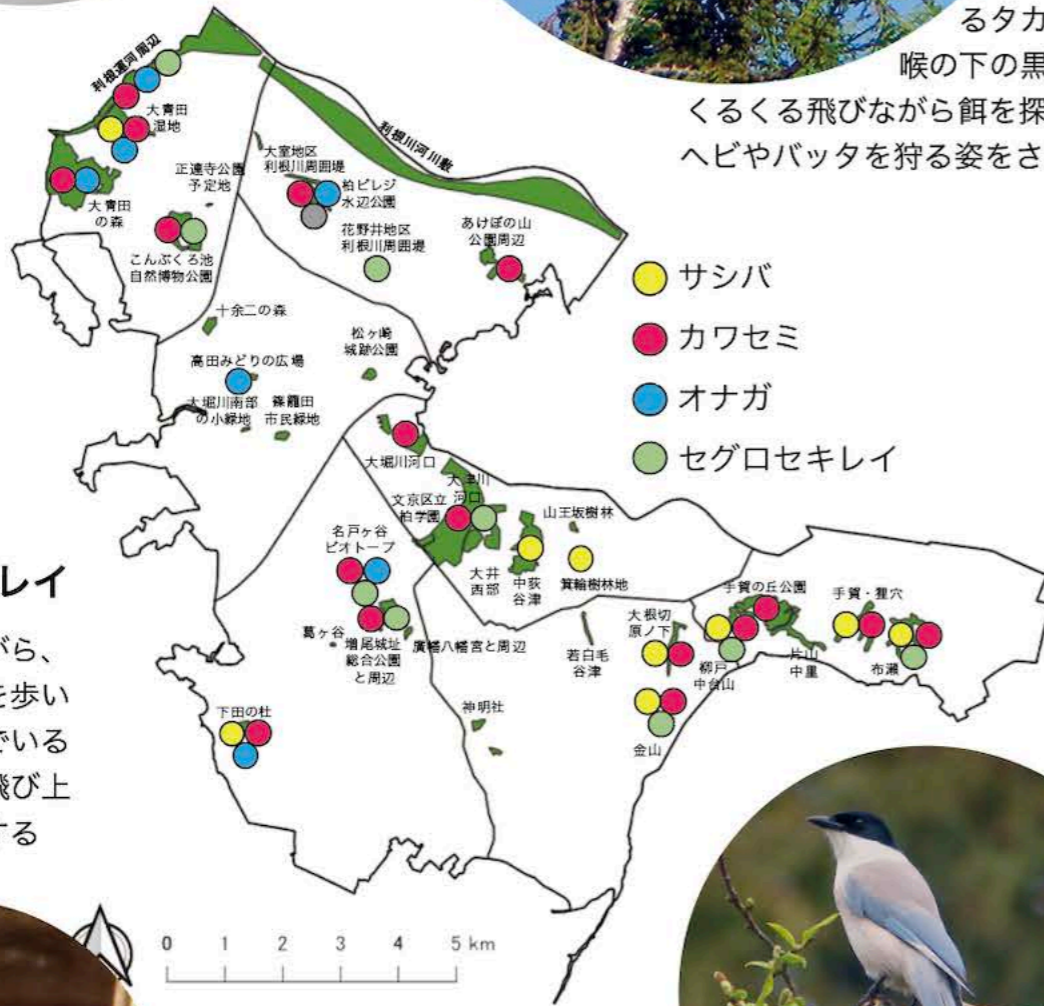 るタカ
喉の下の黒
くるくる飛びながら餌を探
ヘビやバッタを狩る姿をさ
利根運河周辺
大青田
湿地
正連寺公園
予定地
大青田
の森
こんぶくろ池
自然博物公園
利根川河川敷
大室地区
利根川周囲堤
柏ビレジ
水辺公園
花野井地区
利根川周囲堤
あけぼの山
公園周辺
サシバ
カワセミ
オナガ
セグロセキレイ
十余二の森
松ヶ崎
城跡公園
高田みどりの広場
大堀川南部
の小緑地
篠籠田
市民緑地
大堀川河口
大津川
河口
文京区立
柏学園
山王坂樹林
名戸ヶ谷
ビオトープ
大井
西部
中荻
谷津
箕輪樹林地
手賀の丘公園
手賀・狸穴
大根切
原ノ下
葛ヶ谷
増尾城址
総合公園
と周辺
廣幡八幡宮と周辺
若白毛
谷津
柳戸
中台山
片山
中里
布瀬
下田の杜
神明社
金山
レイ
がら、
を歩い
でいる
飛び上
する
0 1 2 3 4 5 km